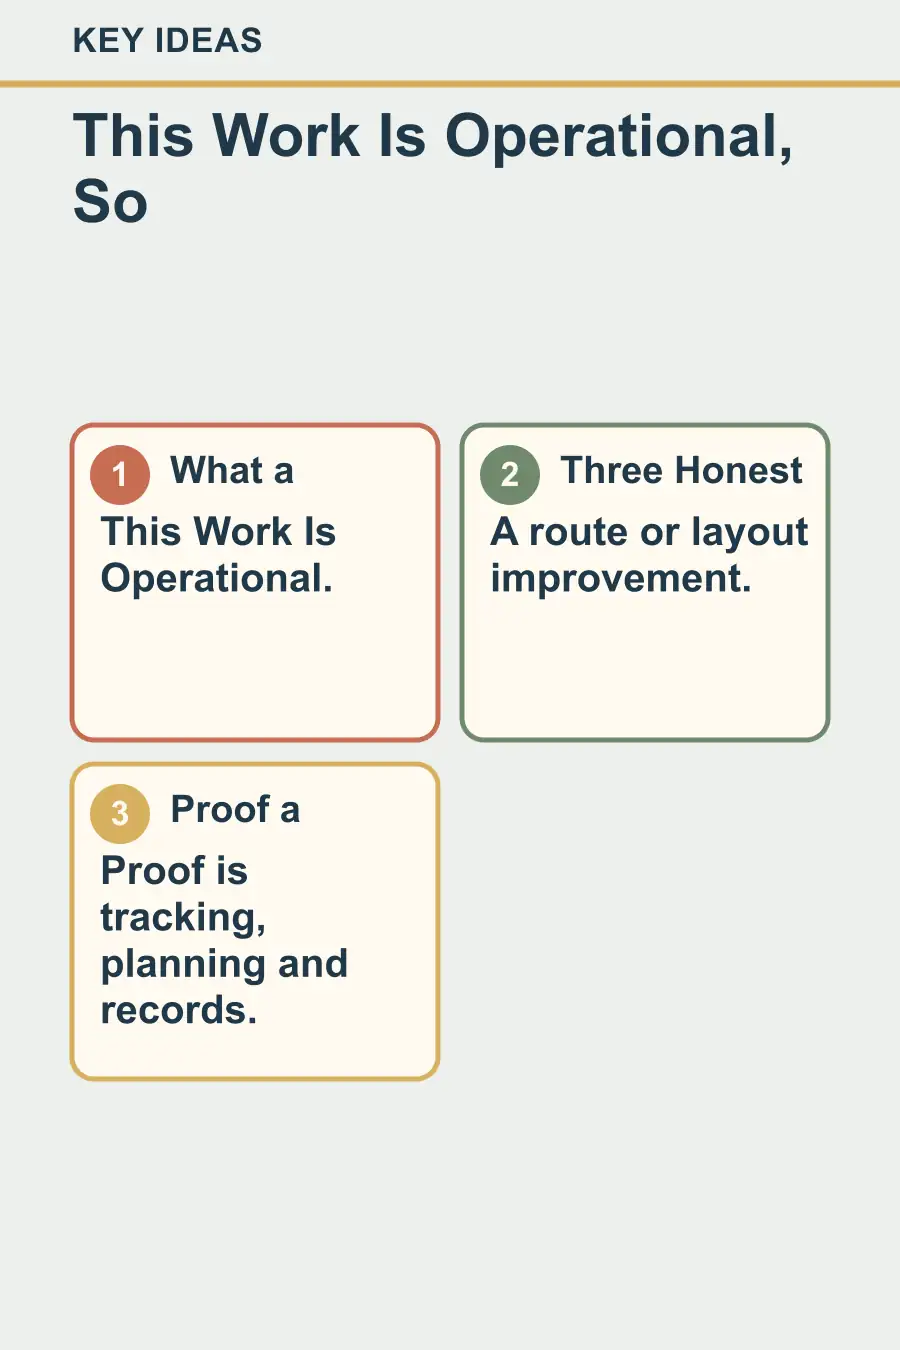 KEY IDEAS
This Work Is Operational,
So
1
What a
This Work Is
Operational.
2
Three Honest
A route or layout
improvement.
3
Proof a
Proof is
tracking,
planning and
records.